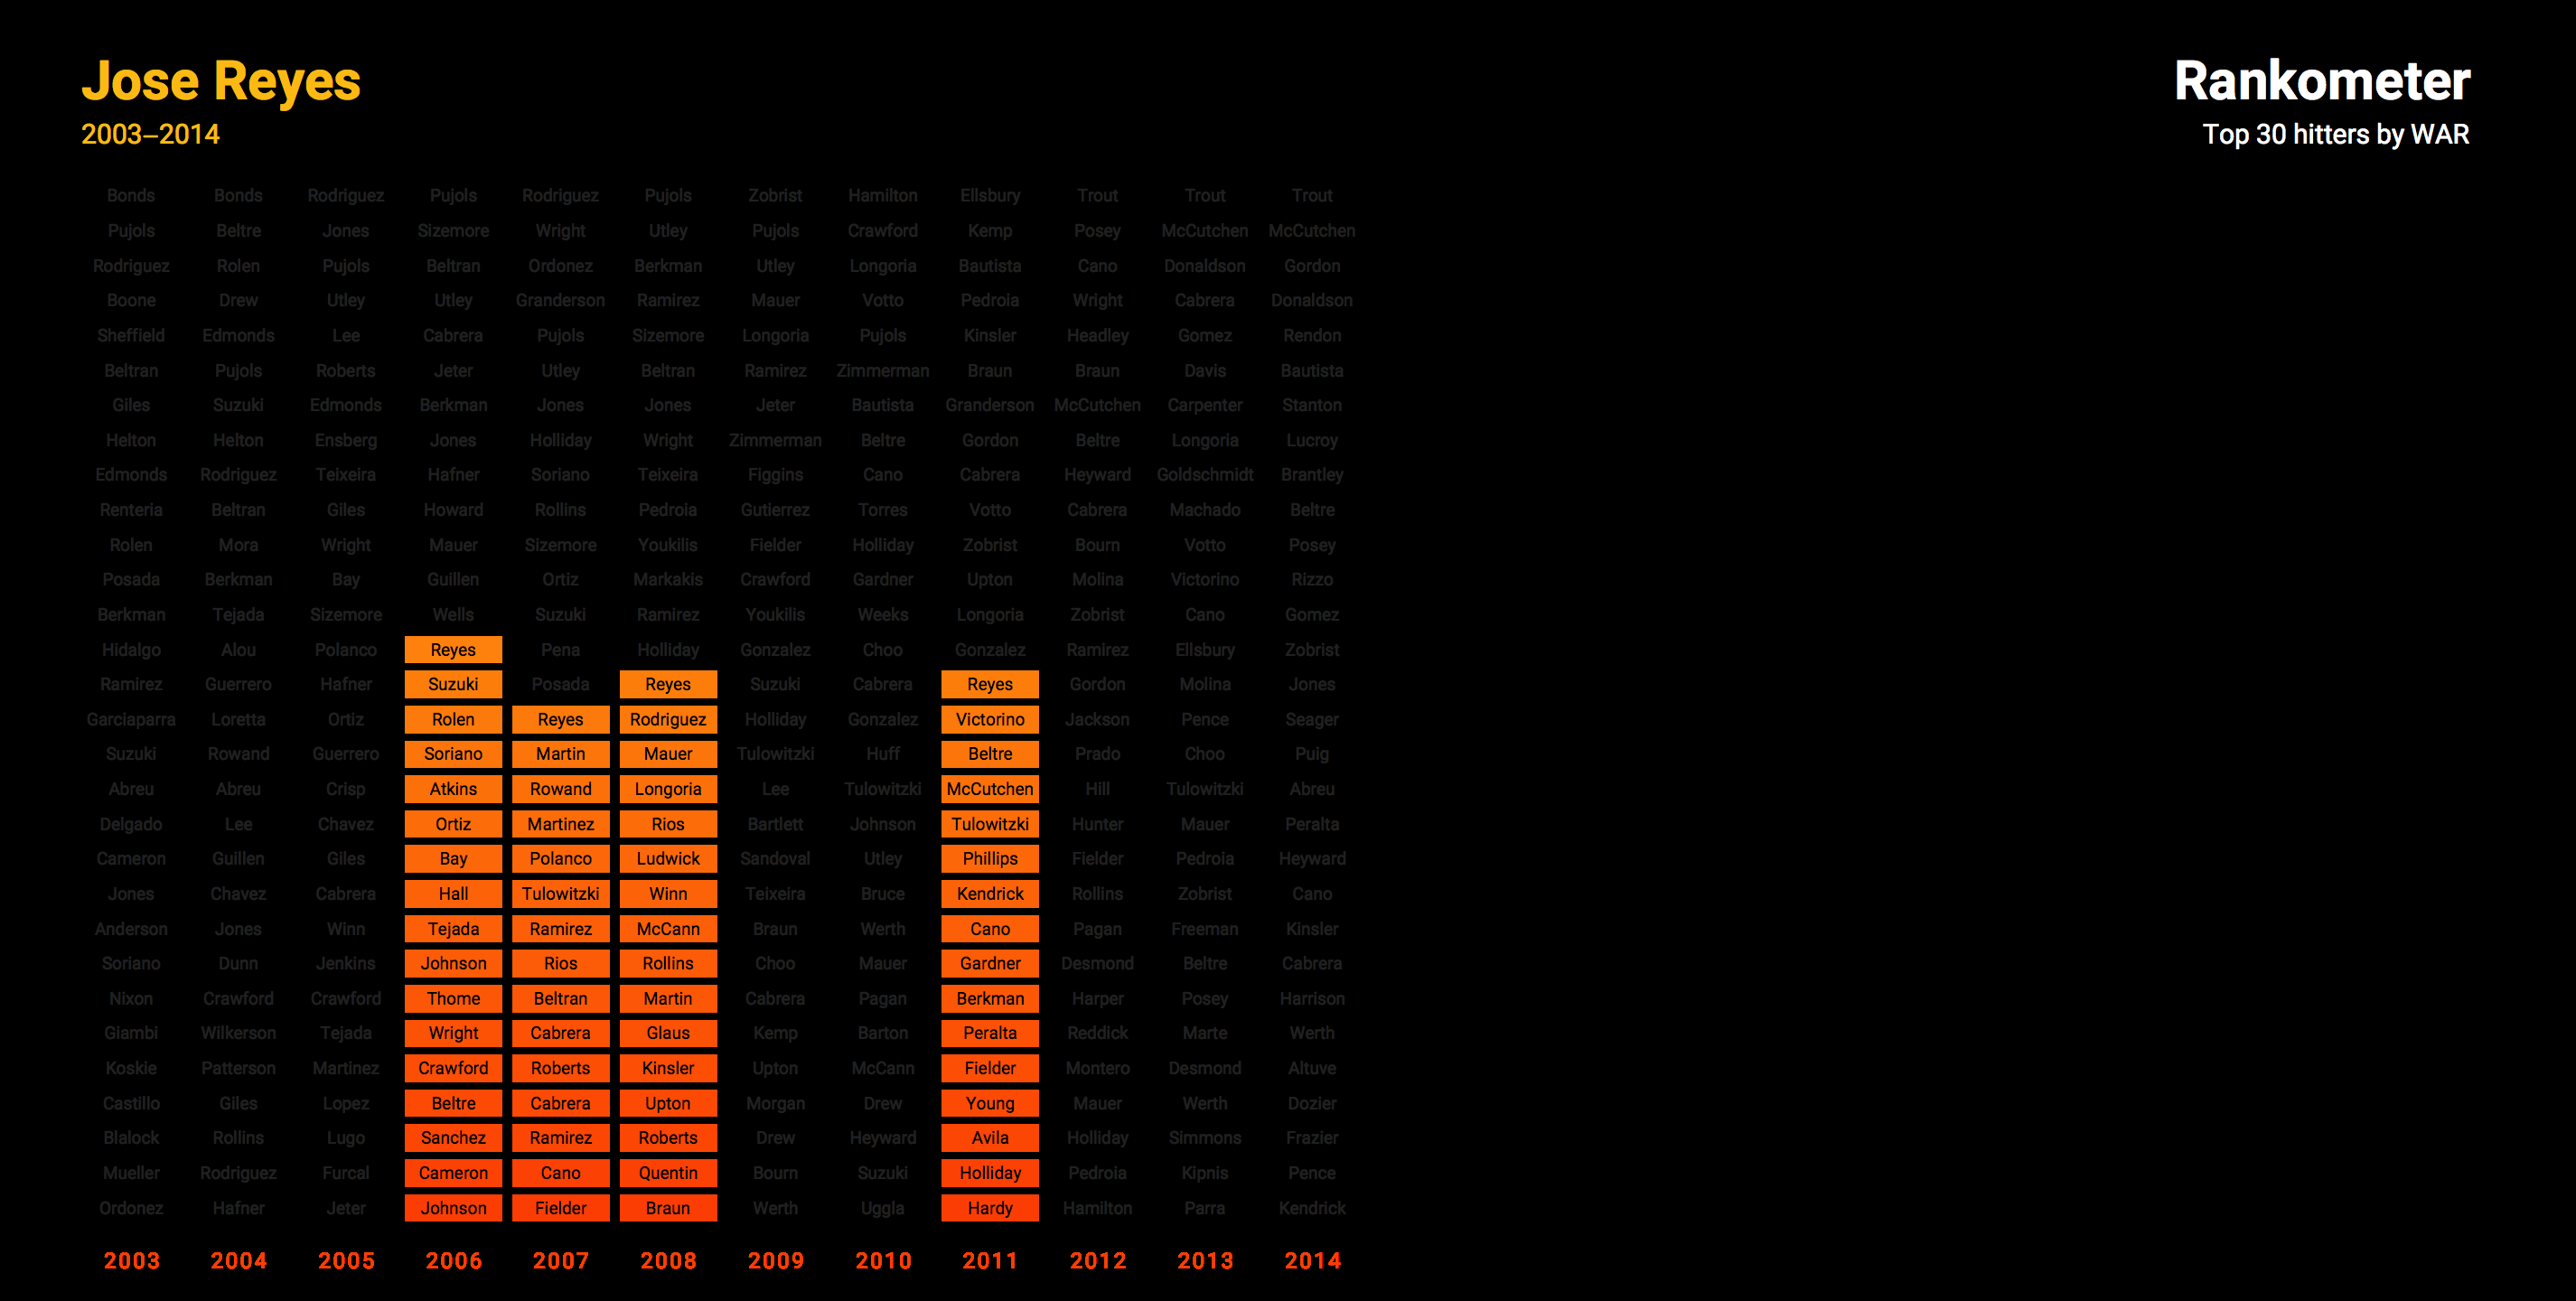 Jose Reyes
2003–2014
Rankometer
Top 30 hitters by WAR
Bonds Bonds Rodriguez Pujols Rodriguez Pujols Zobrist Hamilton Ellsbury Trout Trout Trout
Pujols Beltre Jones Sizemore Wright Utley Pujols Crawford Kemp Posey McCutchen McCutchen
Rodriguez Rolen Pujols Beltran Ordonez Berkman Utley Longoria Bautista Cano Donaldson Gordon
Boone Drew Utley Utley Granderson Ramirez Mauer Votto Pedroia Wright Cabrera Donaldson
Sheffield Edmonds Lee Cabrera Pujols Sizemore Longoria Pujols Kinsler Headley Gomez Rendon
Beltran Pujols Roberts Jeter Utley Beltran Ramirez Zimmerman Braun Braun Davis Bautista
Giles Suzuki Edmonds Berkman Jones Jones Jeter Bautista Granderson McCutchen Carpenter Stanton
Helton Helton Ensberg Jones Holliday Wright Zimmerman Beltre Gordon Beltre Longoria Lucroy
Edmonds Rodriguez Teixeira Hafner Soriano Teixeira Figgins Cano Cabrera Heyward Goldschmidt Brantley
Renteria Beltran Giles Howard Rollins Pedroia Gutierrez Torres Votto Cabrera Machado Beltre
Rolen Mora Wright Mauer Sizemore Youkilis Fielder Holliday Zobrist Bourn Votto Posey
Posada Berkman Bay Guillen Ortiz Markakis Crawford Gardner Upton Molina Victorino Rizzo
Berkman Tejada Sizemore Wells Suzuki Ramirez Youkilis Weeks Longoria Zobrist Cano Gomez
Hidalgo Alou Polanco Reyes Pena Holliday Gonzalez Choo Gonzalez Ramirez Ellsbury Zobrist
Ramirez Guerrero Hafner Suzuki Posada Reyes Suzuki Cabrera Reyes Gordon Molina Jones
Garciaparra Loretta Ortiz Rolen Reyes Rodriguez Holliday Gonzalez Victorino Jackson Pence Seager
Suzuki Rowand Guerrero Soriano Martin Mauer Tulowitzki Huff Beltre Prado Choo Puig
Abreu Abreu Crisp Atkins Rowand Longoria Lee Tulowitzki McCutchen Hill Tulowitzki Abreu
Delgado Lee Chavez Ortiz Martinez Rios Bartlett Johnson Tulowitzki Hunter Mauer Peralta
Cameron Guillen Giles Bay Polanco Ludwick Sandoval Utley Phillips Fielder Pedroia Heyward
Jones Chavez Cabrera Hall Tulowitzki Winn Teixeira Bruce Kendrick Rollins Zobrist Cano
Anderson Jones Winn Tejada Ramirez McCann Braun Werth Cano Pagan Freeman Kinsler
Soriano Dunn Jenkins Johnson Rios Rollins Choo Mauer Gardner Desmond Beltre Cabrera
Nixon Crawford Crawford Thome Beltran Martin Cabrera Pagan Berkman Harper Posey Harrison
Giambi Wilkerson Tejada Wright Cabrera Glaus Kemp Barton Peralta Reddick Marte Werth
Koskie Patterson Martinez Crawford Roberts Kinsler Upton McCann Fielder Montero Desmond Altuve
Castillo Giles Lopez Beltre Cabrera Upton Morgan Drew Young Mauer Werth Dozier
Blalock Rollins Lugo Sanchez Ramirez Roberts Drew Heyward Avila Holliday Simmons Frazier
Mueller Rodriguez Furcal Cameron Cano Quentin Bourn Suzuki Holliday Pedroia Kipnis Pence
Ordonez Hafner Jeter Johnson Fielder Braun Werth Uggla Hardy Hamilton Parra Kendrick
2003 2004 2005 2006 2007 2008 2009 2010 2011 2012 2013 2014